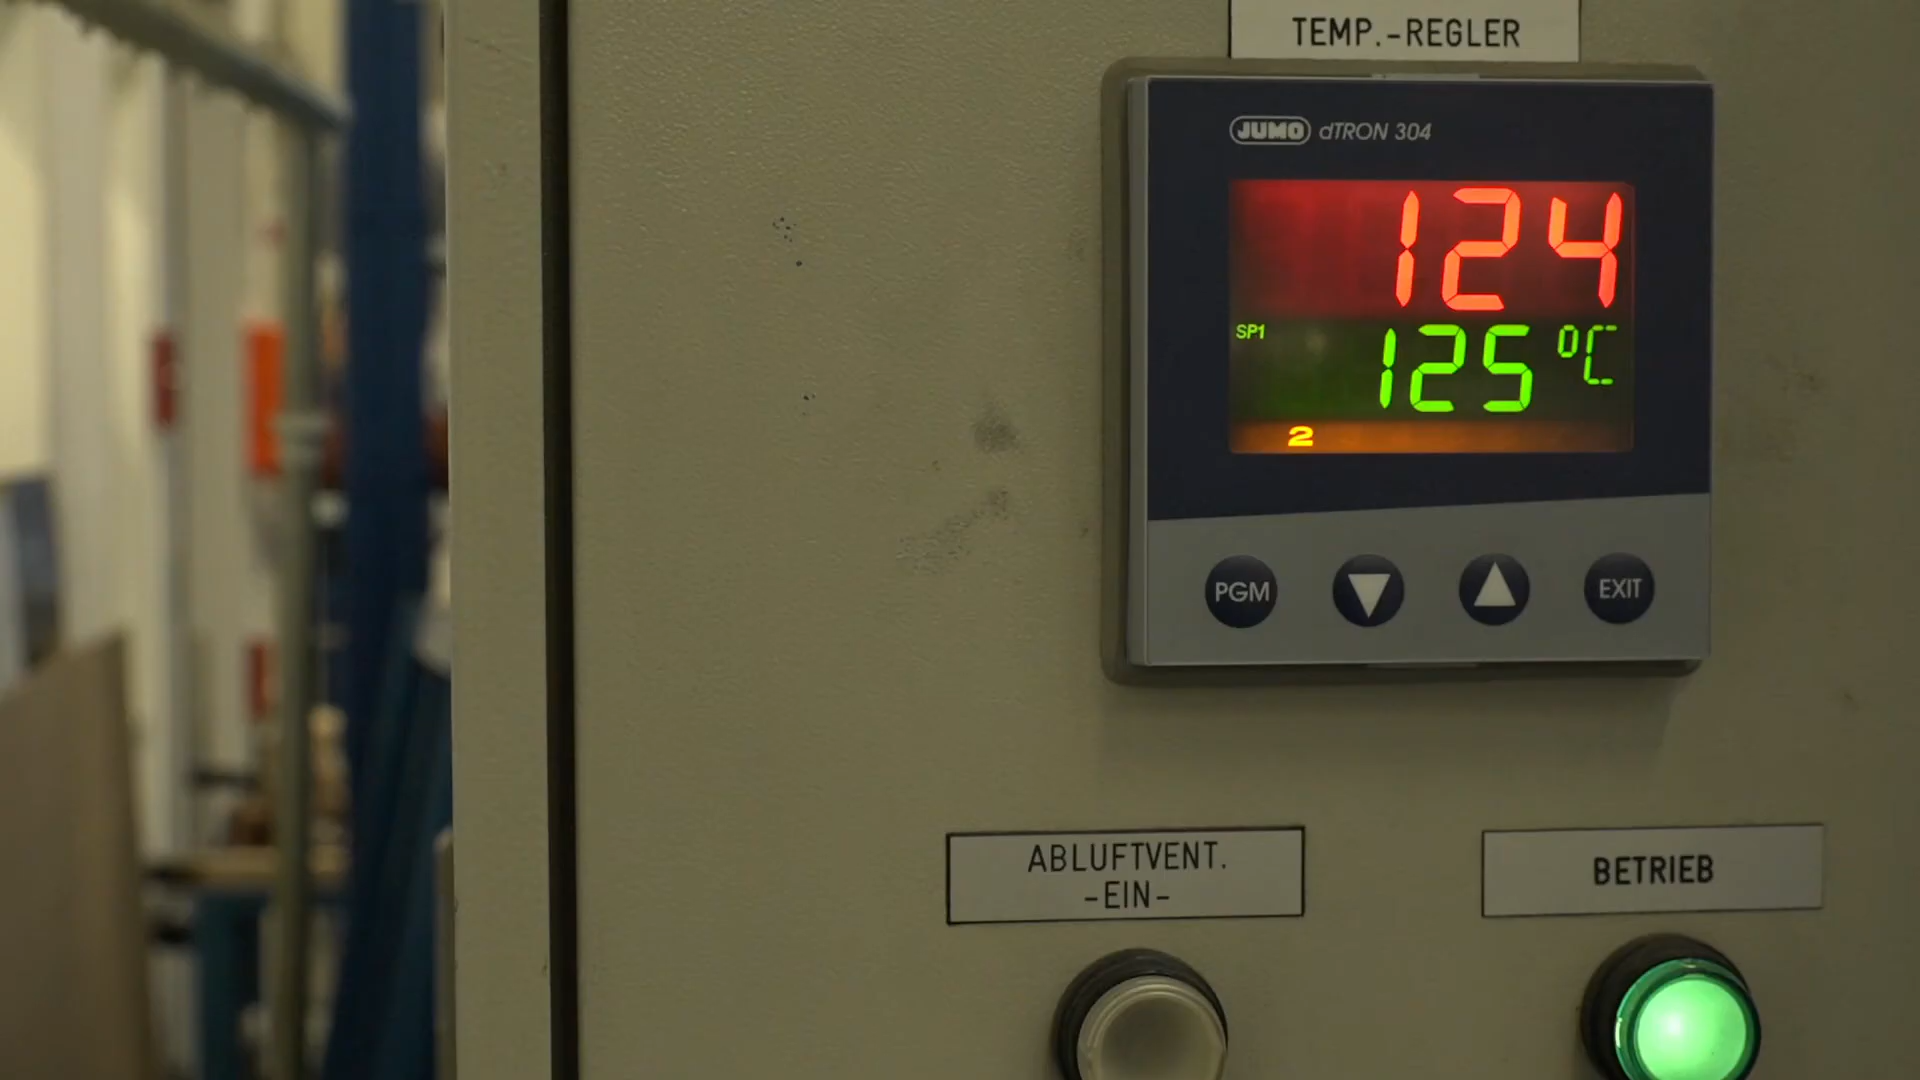 TEMP.-REGLER
JUMO dTRON 304
124
SP1 125 °C
2
PGM EXIT
ABLUFTVENT.
-EIN-
BETRIEB